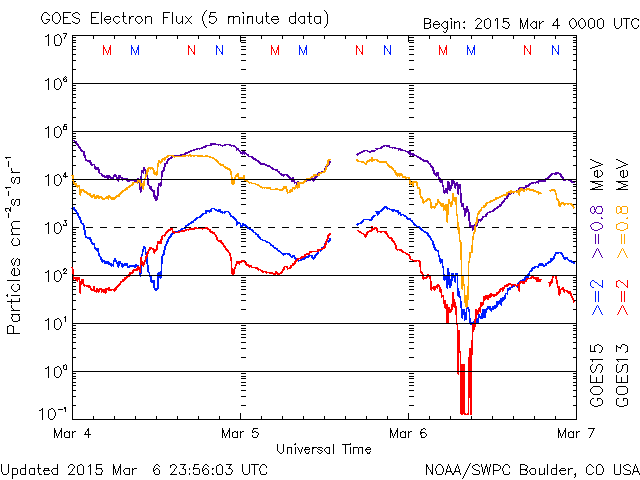 GOES Electron Flux (5 minute data)
Begin: 2015 Mar 4 0000 UTC
10⁷
M M N N M M N N M M N N
10⁶
10⁵
10⁴
10³
10²
10¹
10⁰
10⁻¹
Particles cm⁻²s⁻¹sr⁻¹
Mar 4 Mar 5 Mar 6 Mar 7
Universal Time
GOES15 >=2 >=0.8 MeV
GOES13 >=2 >=0.8 MeV
Updated 2015 Mar 6 23:56:03 UTC
NOAA/SWPC Boulder, CO USA